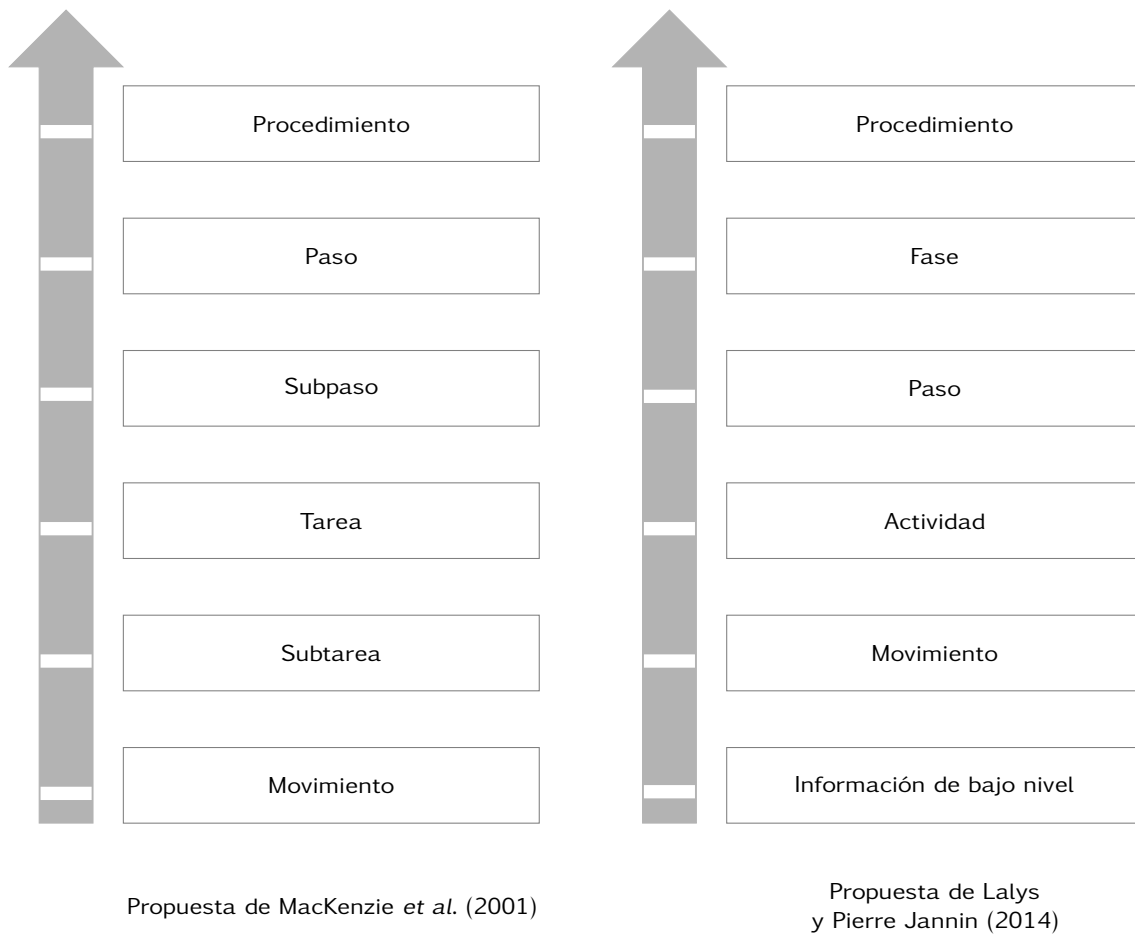 Procedimiento
Paso
Subpaso
Tarea
Subtarea
Movimiento
Propuesta de MacKenzie et al. (2001)
Procedimiento
Fase
Paso
Actividad
Movimiento
Información de bajo nivel
Propuesta de Lalys
y Pierre Jannin (2014)